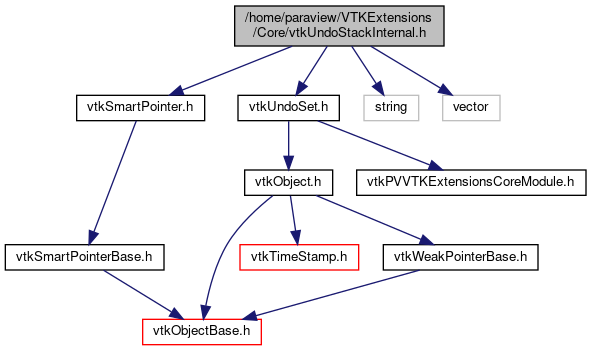 /home/paraview/VTKExtensions
/Core/vtkUndoStackInternal.h
vtkSmartPointer.h
vtkUndoSet.h
string
vector
vtkObject.h
vtkPVVTKExtensionsCoreModule.h
vtkSmartPointerBase.h
vtkTimeStamp.h
vtkWeakPointerBase.h
vtkObjectBase.h